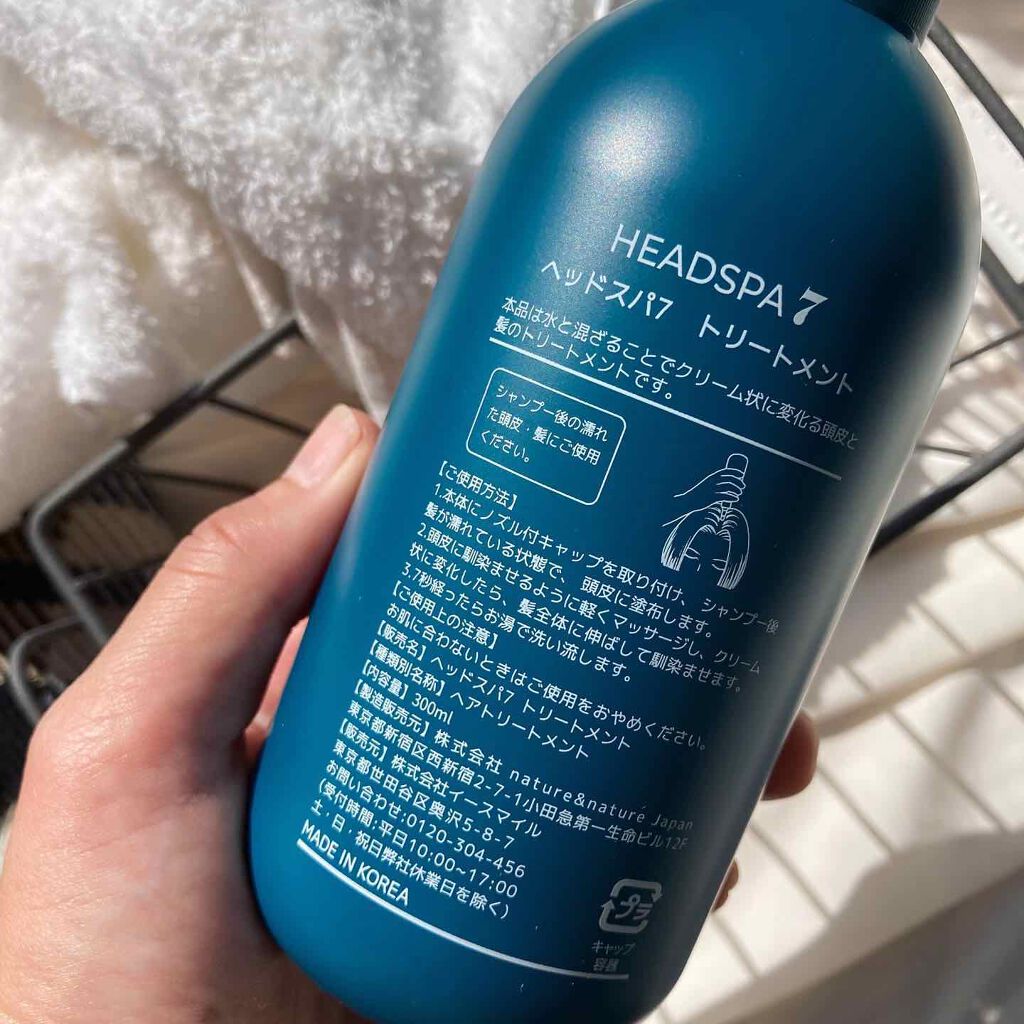 HEADSPA 7
ヘッドスパ7 トリートメント
本品は水と混ざることでクリーム状に変化る頭皮と
髪のトリートメントです。
シャンプー後の濡れ
た頭皮・髪にご使用
ください。
【ご使用方法】
1.本体にノズル付キャップを取り付け、シャンプー後
髪が濡れている状態で、頭皮に塗布します。
2.頭皮に馴染ませるように軽くマッサージし、クリーム
状に変化したら、髪全体に伸ばして馴染ませます。
3.7秒経ったらお湯で洗い流します。
【ご使用上の注意】
お肌に合わないときはご使用をおやめください。
【販売名】ヘッドスパ7 トリートメント
【種類別名称】ヘアトリートメント
【内容量】300ml
【製造販売元】株式会社 nature&nature Japan
東京都新宿区西新宿2-7-1小田急第一生命ビル12F
【販売元】株式会社イースマイル
東京都世田谷区奥沢5-8-7
お問い合わせ:0120-304-456
(受付時間:平日10:00~17:00
土・日・祝日弊社休業日を除く)
MADE IN KOREA
プラ
キャップ
容器